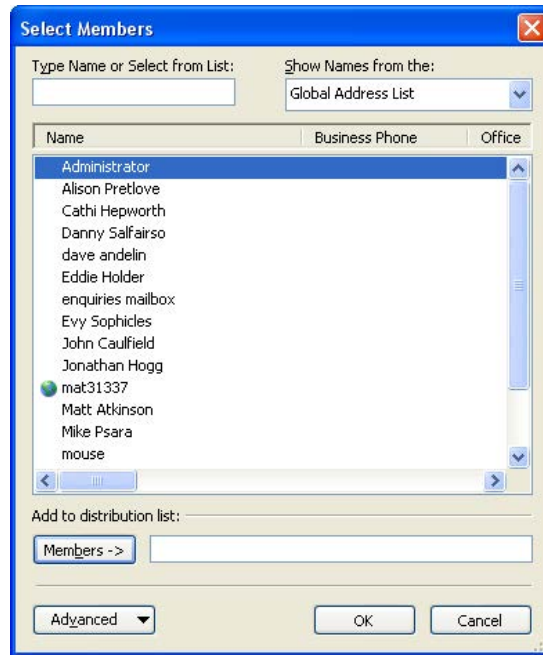 Select Members
Type Name or Select from List:
Show Names from the:
Global Address List
Name Business Phone Office
Administrator
Alison Pretlove
Cathi Hepworth
Danny Salfairso
dave andelin
Eddie Holder
enquiries mailbox
Evy Sophicles
John Caulfield
Jonathan Hogg
mat31337
Matt Atkinson
Mike Psara
mouse
Add to distribution list:
Members ->
Advanced
OK
Cancel